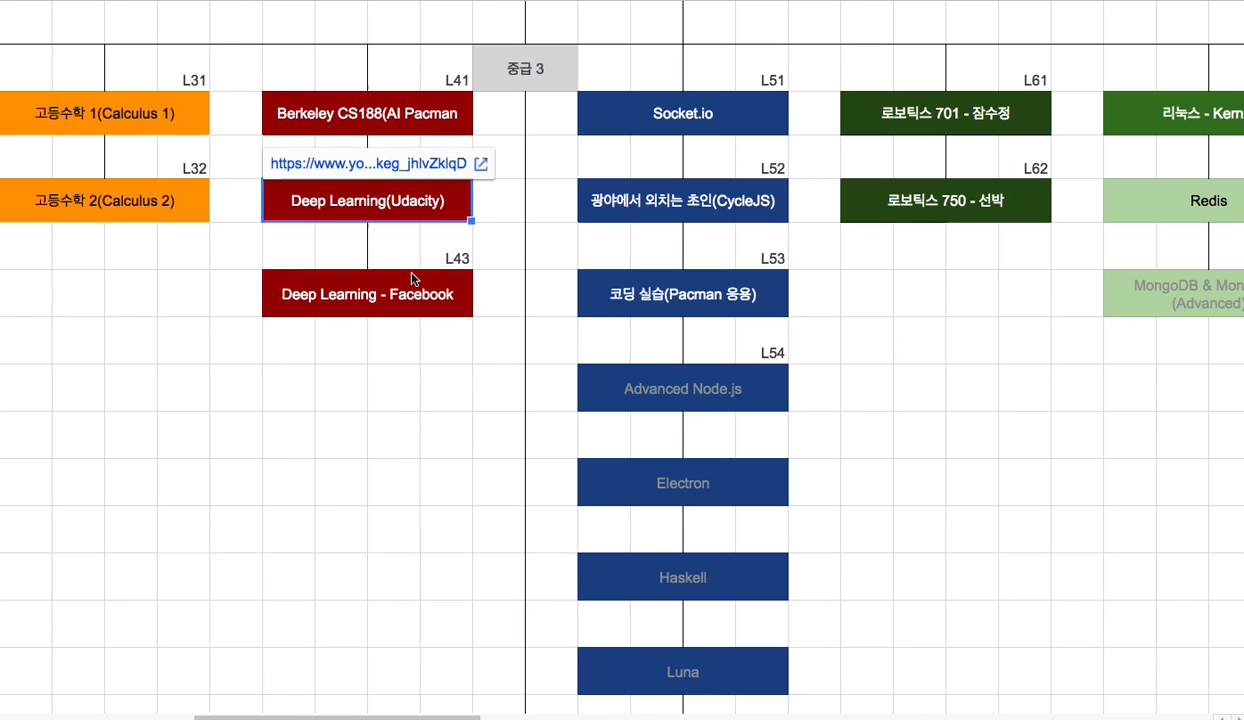 중급 3
L31
L41
L51
L61
고등수학 1(Calculus 1)
Berkeley CS188(AI Pacman
Socket.io
로보틱스 701 - 잠수정
리눅스 - Kern
https://www.yo...keg_jhlvZklqD
L32
L52
L62
고등수학 2(Calculus 2)
Deep Learning(Udacity)
광야에서 외치는 초인(CycleJS)
로보틱스 750 - 선박
Redis
L43
L53
Deep Learning - Facebook
코딩 실습(Pacman 응용)
MongoDB & Mon
(Advanced)
L54
Advanced Node.js
Electron
Haskell
Luna